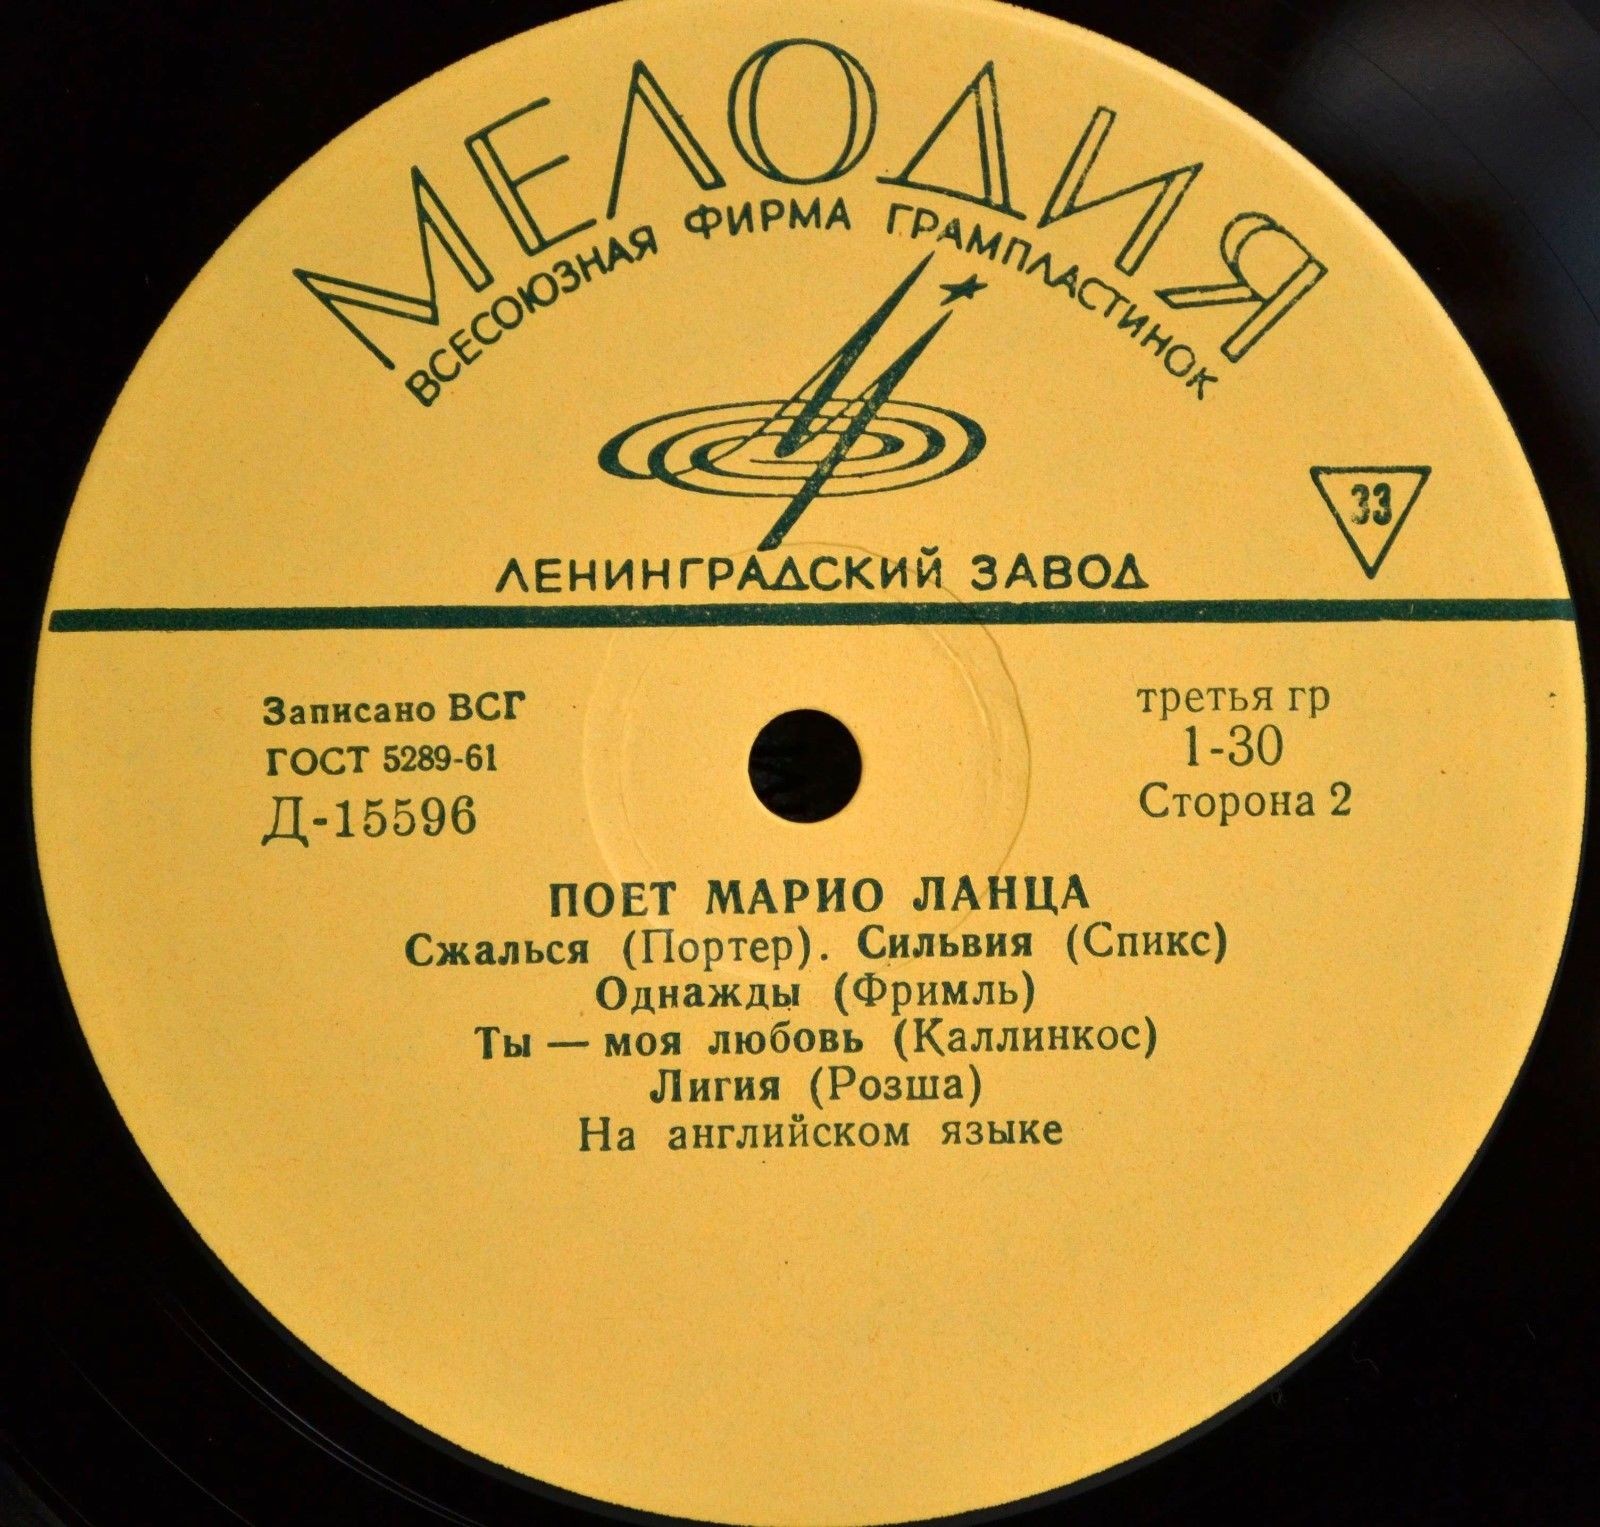 МЕЛОДИЯ
ВСЕСОЮЗНАЯ ФИРМА ГРАМПЛАСТИНОК
33
ЛЕНИНГРАДСКИЙ ЗАВОД
Записано ВСГ
ГОСТ 5289-61
Д-15596
третья гр
1-30
Сторона 2
ПОЕТ МАРИО ЛАНЦА
Сжалься (Портер). Сильвия (Спикс)
Однажды (Фримль)
Ты — моя любовь (Каллинкос)
Лигия (Розша)
На английском языке